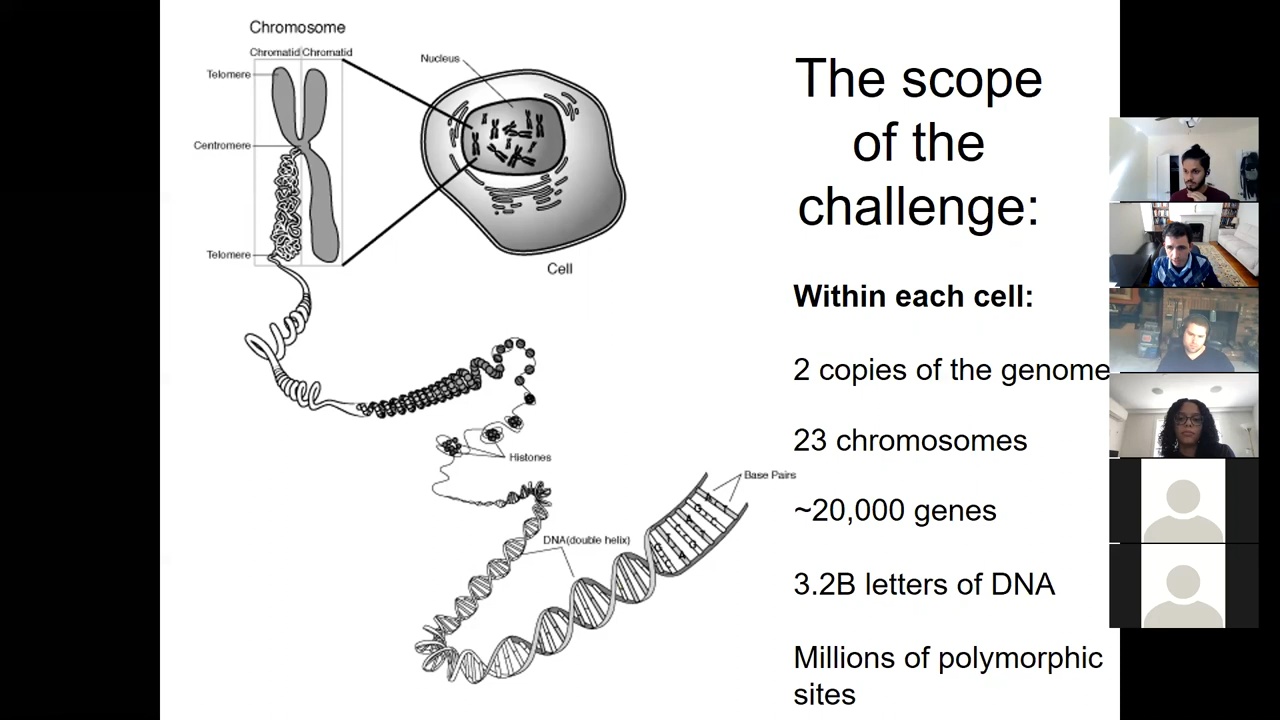 Chromosome
Chromatid Chromatid
Telomere
Centromere
Telomere
Nucleus
Cell
Histones
DNA(double helix)
Base Pairs
The scope
of the
challenge:
Within each cell:
2 copies of the genome
23 chromosomes
~20,000 genes
3.2B letters of DNA
Millions of polymorphic
sites